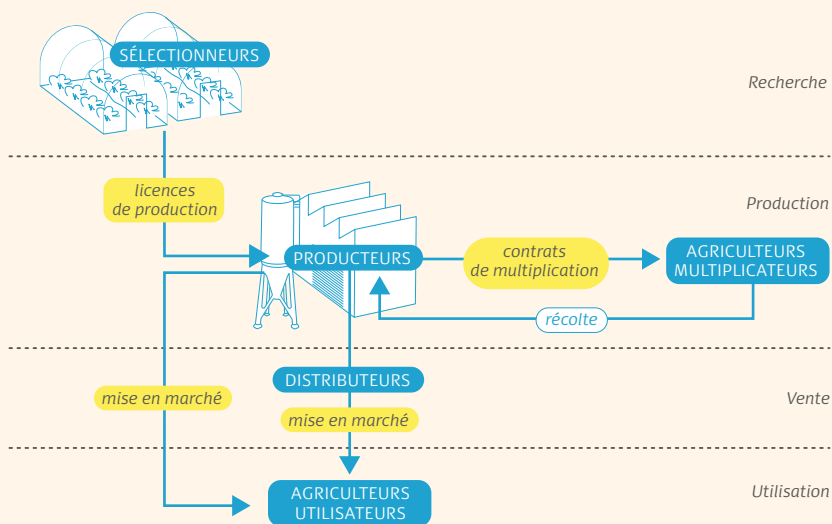 SÉLECTIONNEURS
Recherche
licences
de production
Production
PRODUCTEURS
contrats
de multiplication
AGRICULTEURS
MULTIPLICATEURS
récolte
DISTRIBUTEURS
mise en marché
mise en marché
Vente
AGRICULTEURS
UTILISATEURS
Utilisation